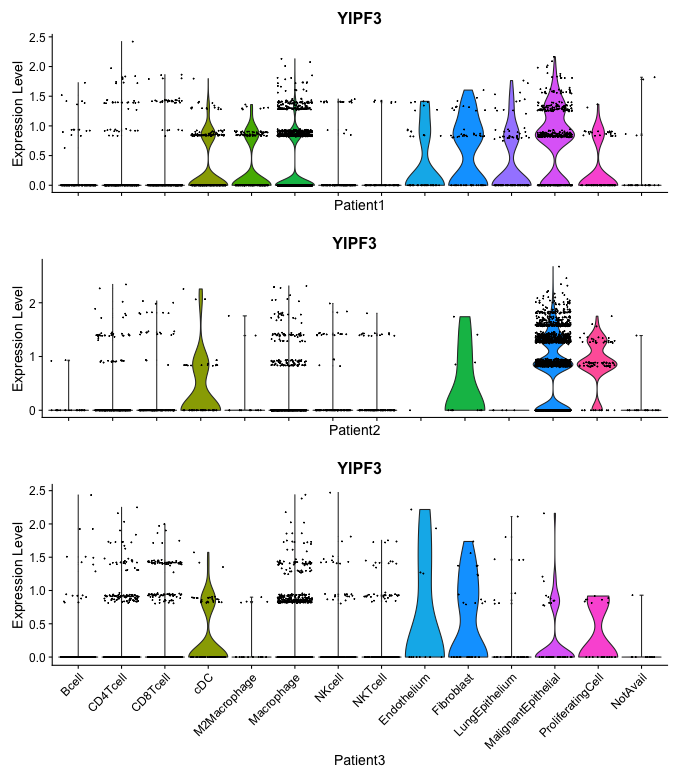 YIPF3
Expression Level
2.5
2.0
1.5
1.0
0.5
0.0
Patient1
YIPF3
Expression Level
2
1
0
Patient2
YIPF3
Expression Level
2.5
2.0
1.5
1.0
0.5
0.0
Bcell
CD4Tcell
CD8Tcell
cDC
M2Macrophage
Macrophage
NKcell
NKTcell
Endothelium
Fibroblast
LungEpithelium
MalignantEpithelial
ProliferatingCell
NotAvail
Patient3